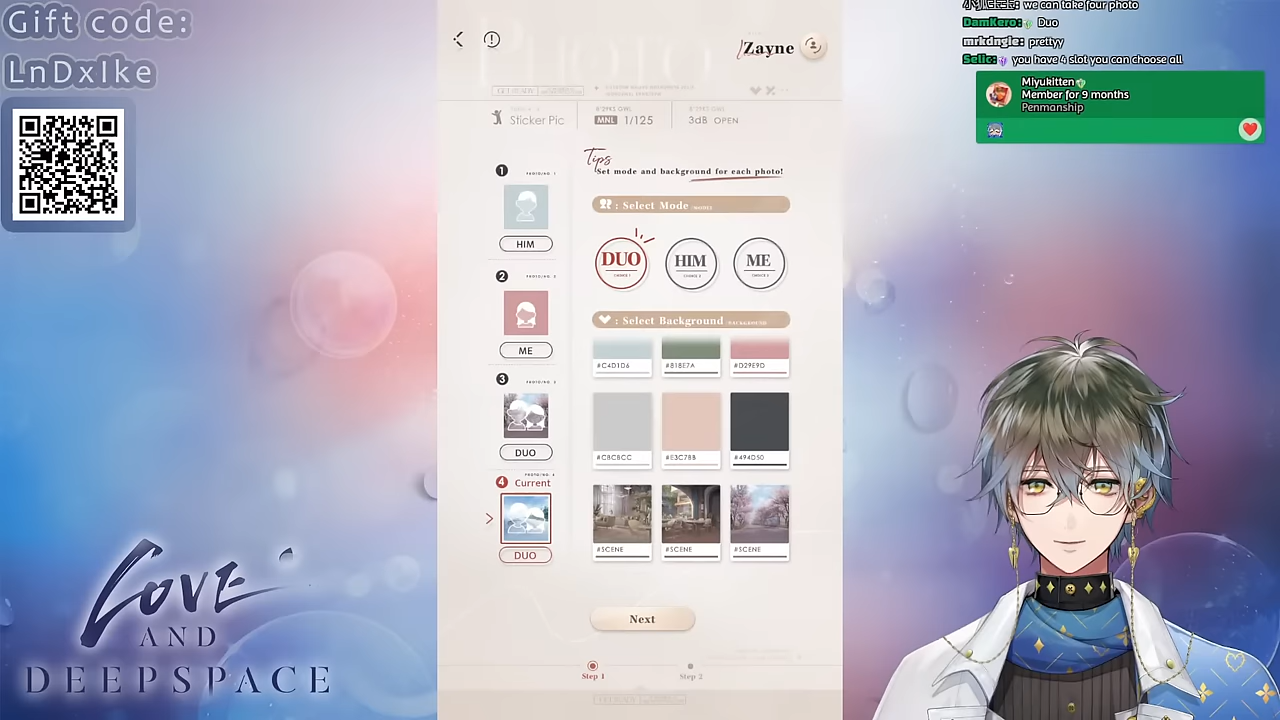 Gift code:
LnDxIke
LOVE
AND
DEEPSPACE
Zayne
Sticker Pic
MNL 1/125
3dB OPEN
Tips
Set mode and background for each photo!
: Select Mode
DUO
HIM
ME
: Select Background
#C4D1D6
#818E7A
#D29E9D
#CBCBCC
#E3C7BB
#494D50
#SCENE
#SCENE
#SCENE
1
HIM
2
ME
3
DUO
4 Current
DUO
Next
Step 1
Step 2
we can take four photo
DamKero: Duo
mrkdngle: prettyy
Selic: you have 4 slot you can choose all
Miyukitten
Member for 9 months
Penmanship